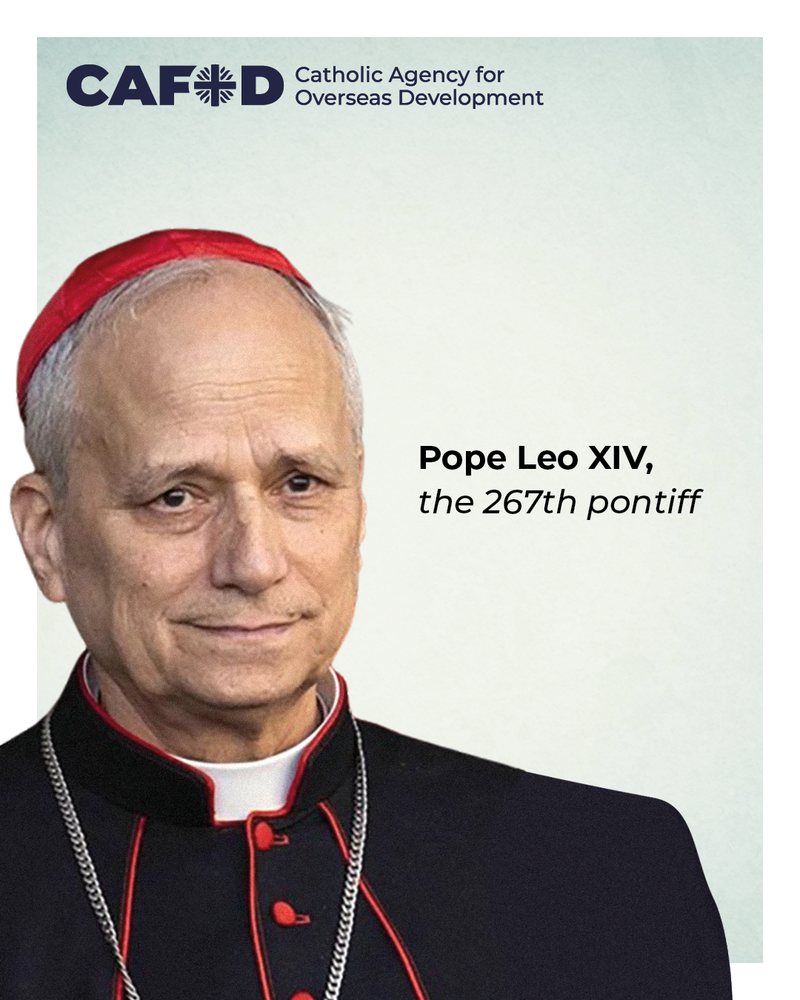 CAFOD
Catholic Agency for
Overseas Development
Pope Leo XIV,
the 267th pontiff